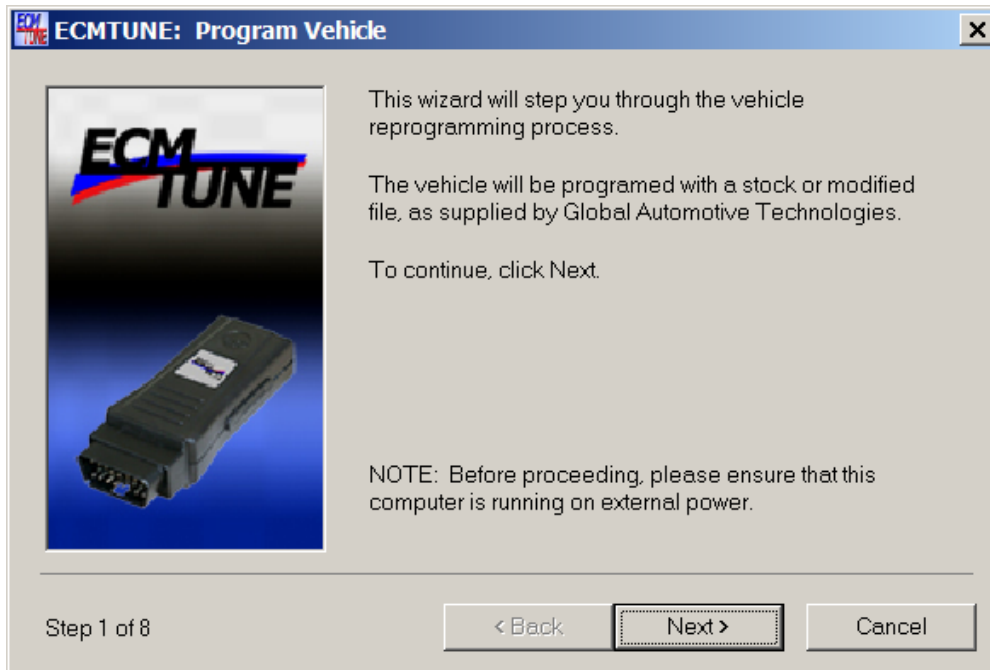 ECM TUNE ECMTUNE: Program Vehicle
ECM
TUNE
This wizard will step you through the vehicle
reprogramming process.
The vehicle will be programed with a stock or modified
file, as supplied by Global Automotive Technologies.
To continue, click Next.
NOTE: Before proceeding, please ensure that this
computer is running on external power.
Step 1 of 8
< Back
Next >
Cancel